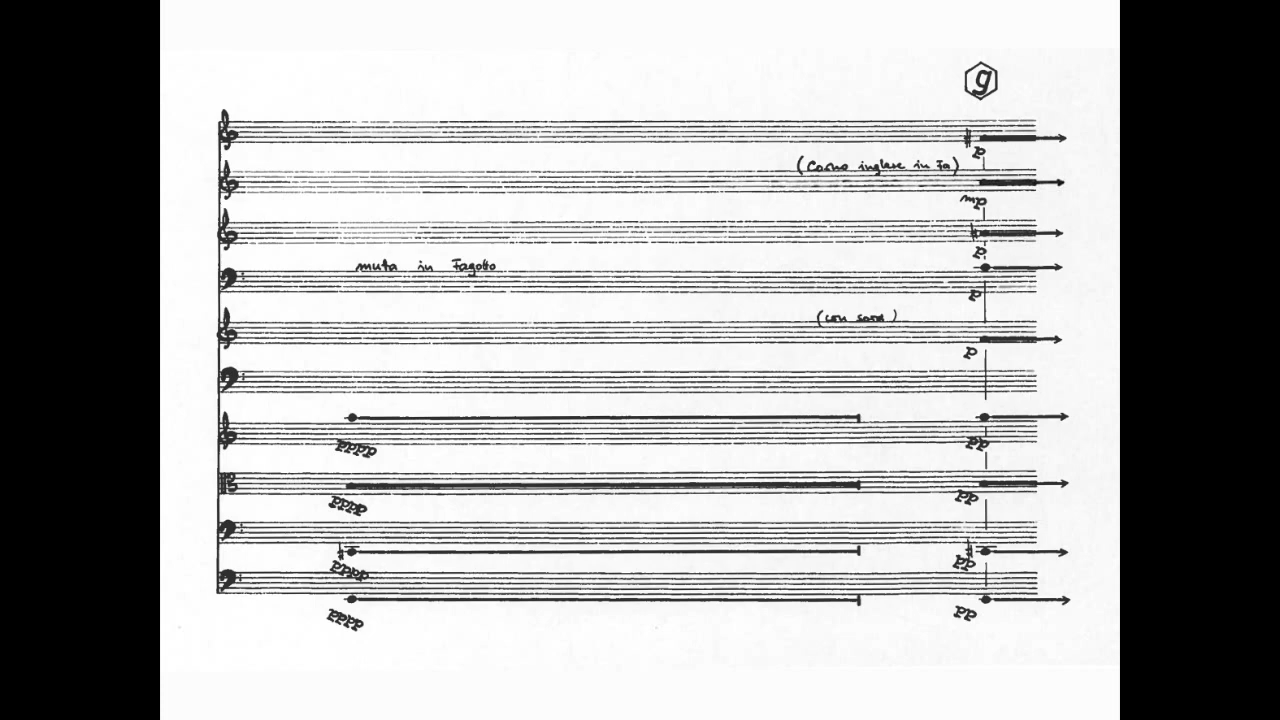 g
p
(Corno inglese in Fa)
mp
p
muta in Fagotto
p
(con sord)
p
pppp pp
pppp pp
pppp pp
pppp pp